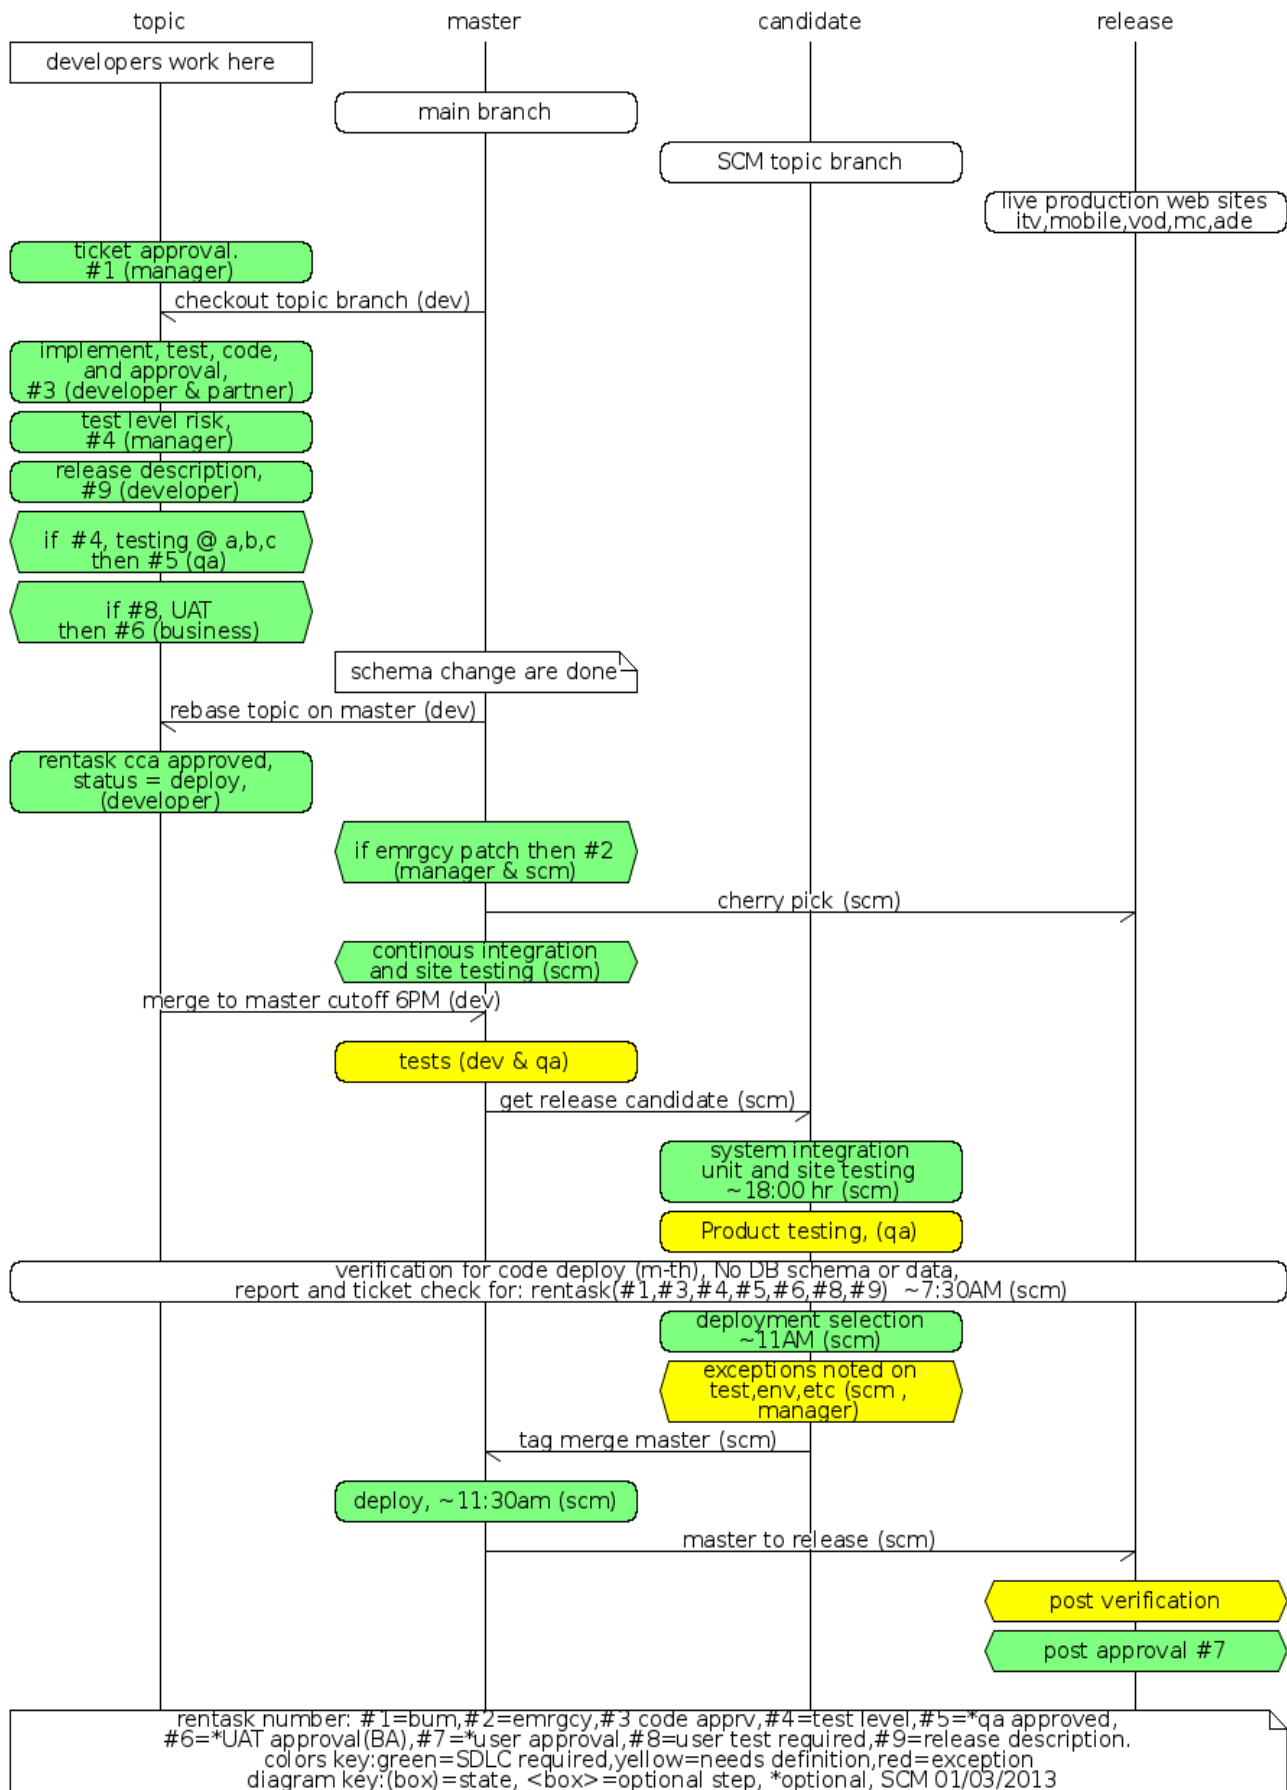 topic
master
candidate
release
developers work here
main branch
SCM topic branch
live production web sites
itv,mobile,vod,mc,ade
ticket approval.
#1 (manager)
checkout topic branch (dev)
implement, test, code,
and approval,
#3 (developer & partner)
test level risk,
#4 (manager)
release description,
#9 (developer)
if  #4, testing @ a,b,c
then #5 (qa)
if #8, UAT
then #6 (business)
schema change are done
rebase topic on master (dev)
rentask cca approved,
status = deploy,
(developer)
if emrgcy patch then #2
(manager & scm)
cherry pick (scm)
continous integration
and site testing (scm)
merge to master cutoff 6PM (dev)
tests (dev & qa)
get release candidate (scm)
system integration
unit and site testing
~18:00 hr (scm)
Product testing, (qa)
verification for code deploy (m-th), No DB schema or data,
report and ticket check for: rentask(#1,#3,#4,#5,#6,#8,#9)  ~7:30AM (scm)
deployment selection
~11AM (scm)
exceptions noted on
test,env,etc (scm ,
manager)
tag merge master (scm)
deploy, ~11:30am (scm)
master to release (scm)
post verification
post approval #7
rentask number: #1=bum,#2=emrgcy,#3 code apprv,#4=test level,#5=*qa approved,
#6=*UAT approval(BA),#7=*user approval,#8=user test required,#9=release description.
colors key:green=SDLC required,yellow=needs definition,red=exception
diagram key:(box)=state, <box>=optional step, *optional, SCM 01/03/2013